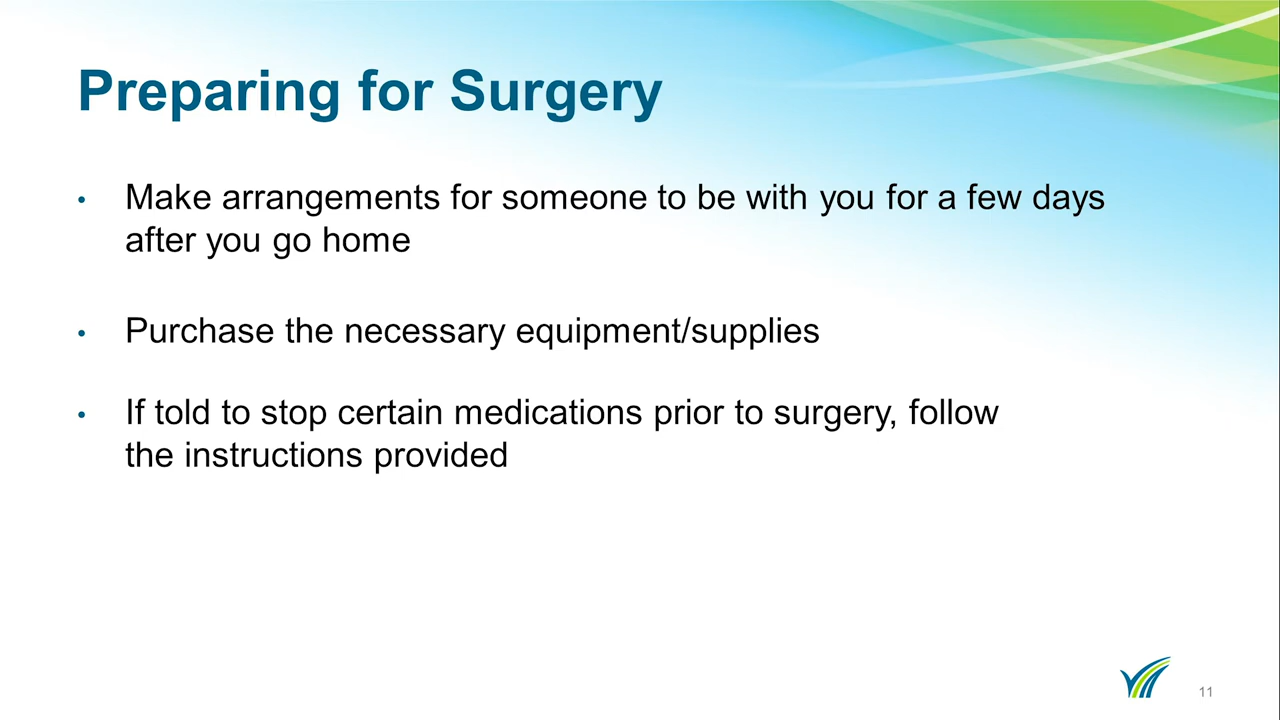 Preparing for Surgery
• Make arrangements for someone to be with you for a few days
after you go home
• Purchase the necessary equipment/supplies
• If told to stop certain medications prior to surgery, follow
the instructions provided
11